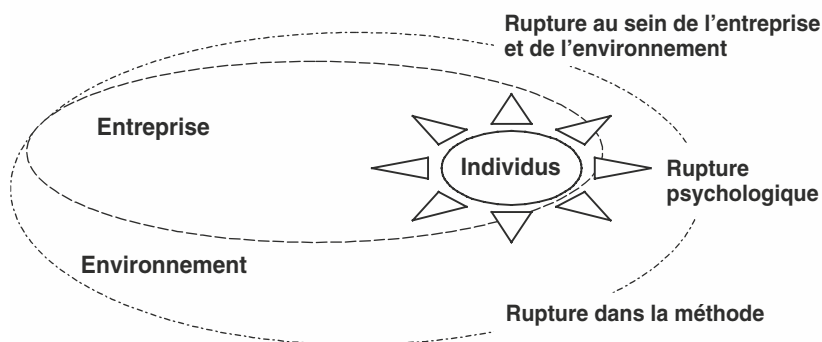 Rupture au sein de l’entreprise
et de l’environnement
Entreprise
Individus
Rupture
psychologique
Environnement
Rupture dans la méthode